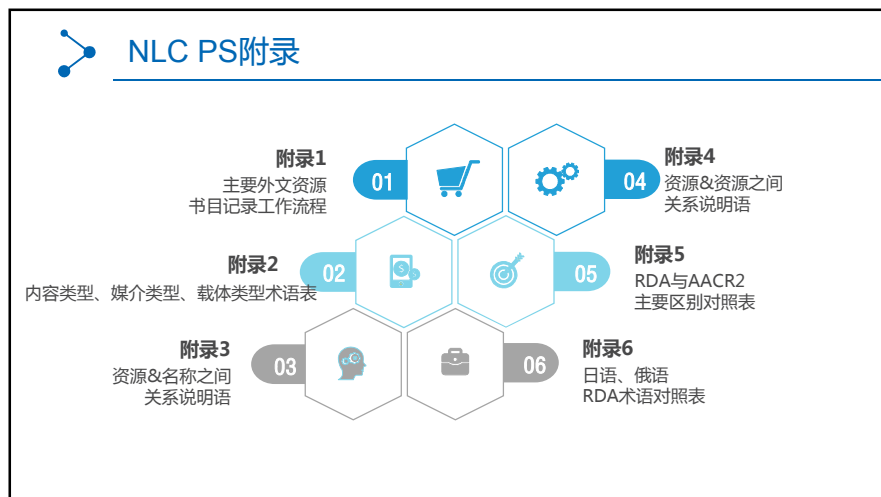 NLC PS附录
附录1
主要外文资源
书目记录工作流程
01
附录2
内容类型、媒介类型、载体类型术语表
02
附录3
资源&名称之间
关系说明语
03
04
附录4
资源&资源之间
关系说明语
05
附录5
RDA与AACR2
主要区别对照表
06
附录6
日语、俄语
RDA术语对照表